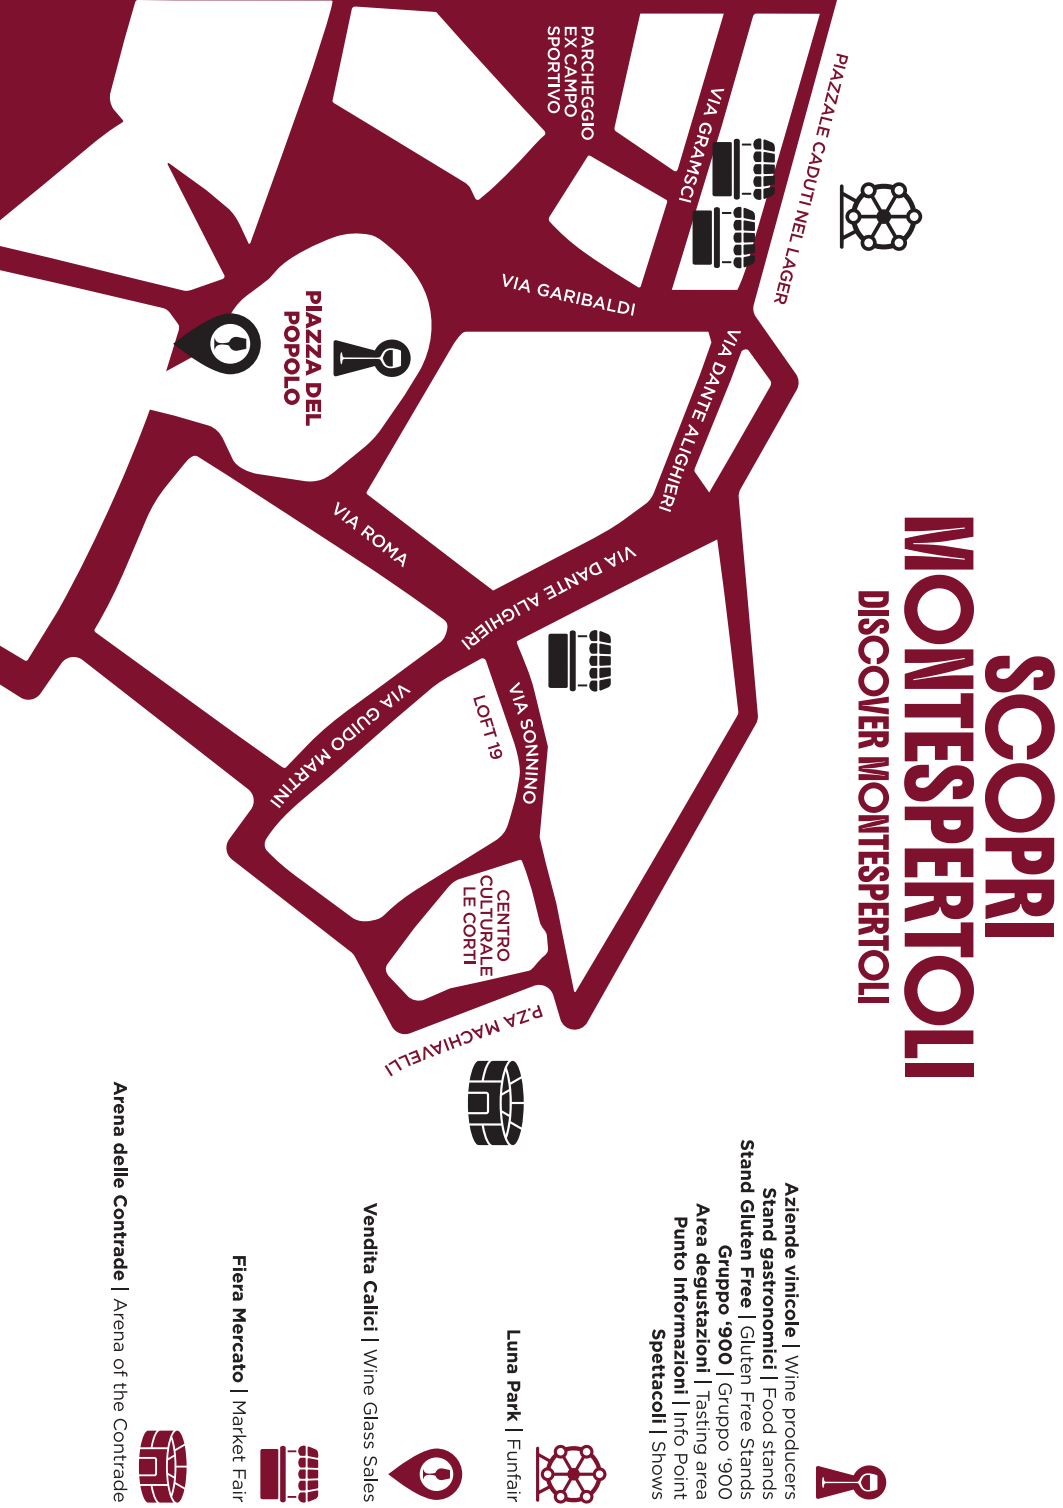 SCOPRI
MONTESPERTOLI
DISCOVER MONTESPERTOLI
PIAZZALE CADUTI NEL LAGER
VIA GRAMSCI
PARCHEGGIO
EX CAMPO
SPORTIVO
VIA GARIBALDI
VIA DANTE ALIGHIERI
PIAZZA DEL
POPOLO
VIA ROMA
VIA DANTE ALIGHIERI
VIA SONNINO
LOFT 19
VIA GUIDO MARTINI
CENTRO
CULTURALE
LE CORTI
P.ZA MACHIAVELLI
Aziende vinicole | Wine producers
Stand gastronomici | Food stands
Stand Gluten Free | Gluten Free Stands
Gruppo ‘900 | Gruppo ‘900
Area degustazioni | Tasting area
Punto Informazioni | Info Point
Spettacoli | Shows
Luna Park | Funfair
Vendita Calici | Wine Glass Sales
Fiera Mercato | Market Fair
Arena delle Contrade | Arena of the Contrade